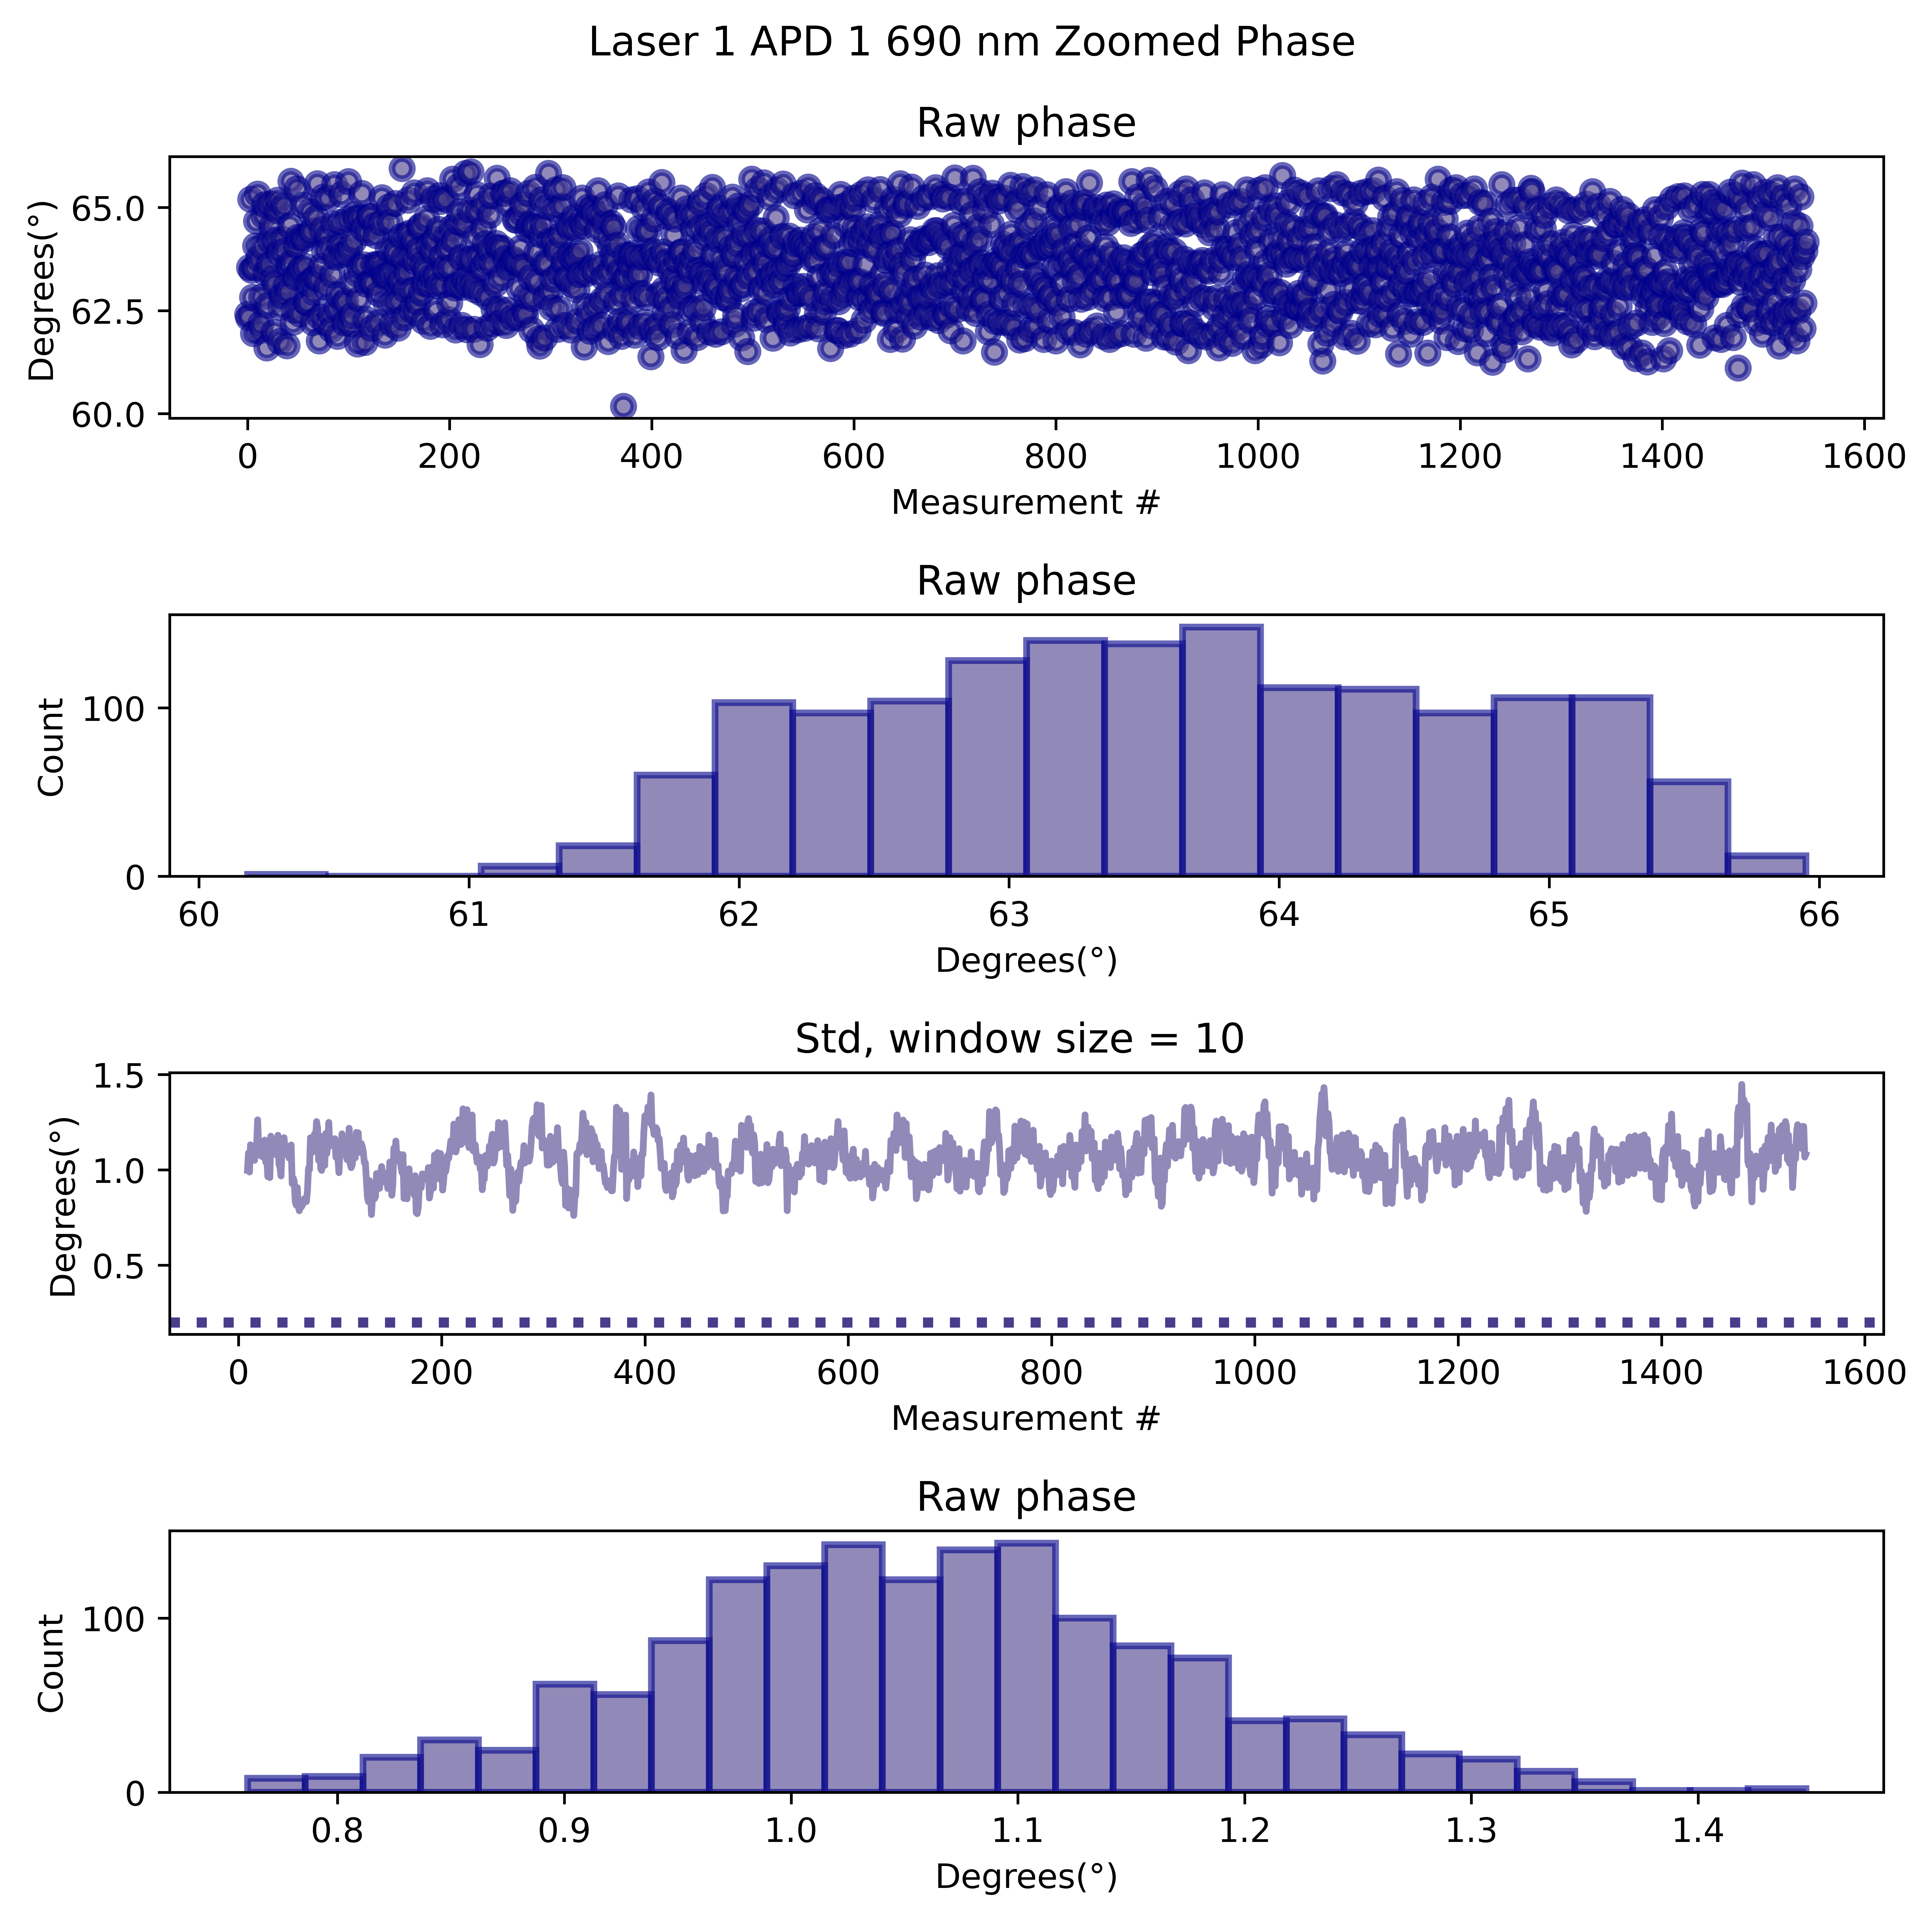 Laser 1 APD 1 690 nm Zoomed Phase
Raw phase
Degrees(°)
65.0
62.5
60.0
0 200 400 600 800 1000 1200 1400 1600
Measurement #
Raw phase
Count
100
0
60 61 62 63 64 65 66
Degrees(°)
Std, window size = 10
Degrees(°)
1.5
1.0
0.5
0 200 400 600 800 1000 1200 1400 1600
Measurement #
Raw phase
Count
100
0
0.8 0.9 1.0 1.1 1.2 1.3 1.4
Degrees(°)